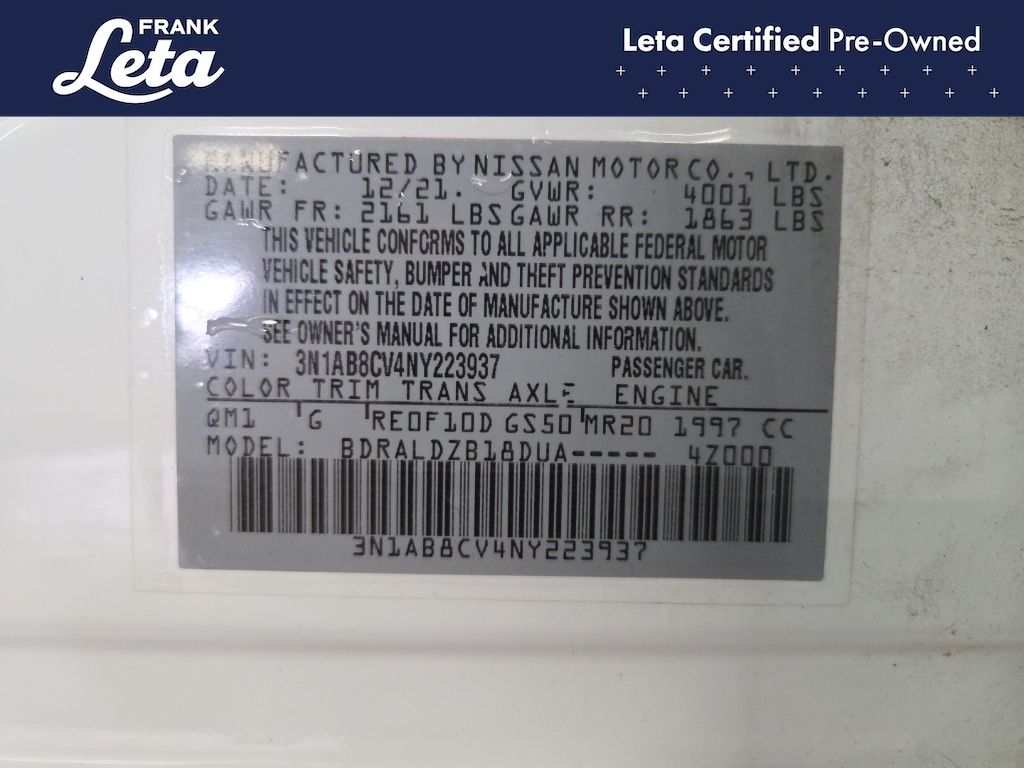 FRANK
Leta
Leta Certified Pre-Owned
MANUFACTURED BY NISSAN MOTOR CO., LTD.
DATE: 12/21. GVWR: 4001 LBS
GAWR FR: 2161 LBS GAWR RR: 1863 LBS
THIS VEHICLE CONFORMS TO ALL APPLICABLE FEDERAL MOTOR
VEHICLE SAFETY, BUMPER AND THEFT PREVENTION STANDARDS
IN EFFECT ON THE DATE OF MANUFACTURE SHOWN ABOVE.
SEE OWNER'S MANUAL FOR ADDITIONAL INFORMATION.
VIN: 3N1AB8CV4NY223937 PASSENGER CAR.
COLOR TRIM TRANS AXLE ENGINE
QM1 G RE0F10D GS50 MR20 1997 CC
MODEL: BDRALDZB18DUA----- 4Z000
3N1AB8CV4NY223937